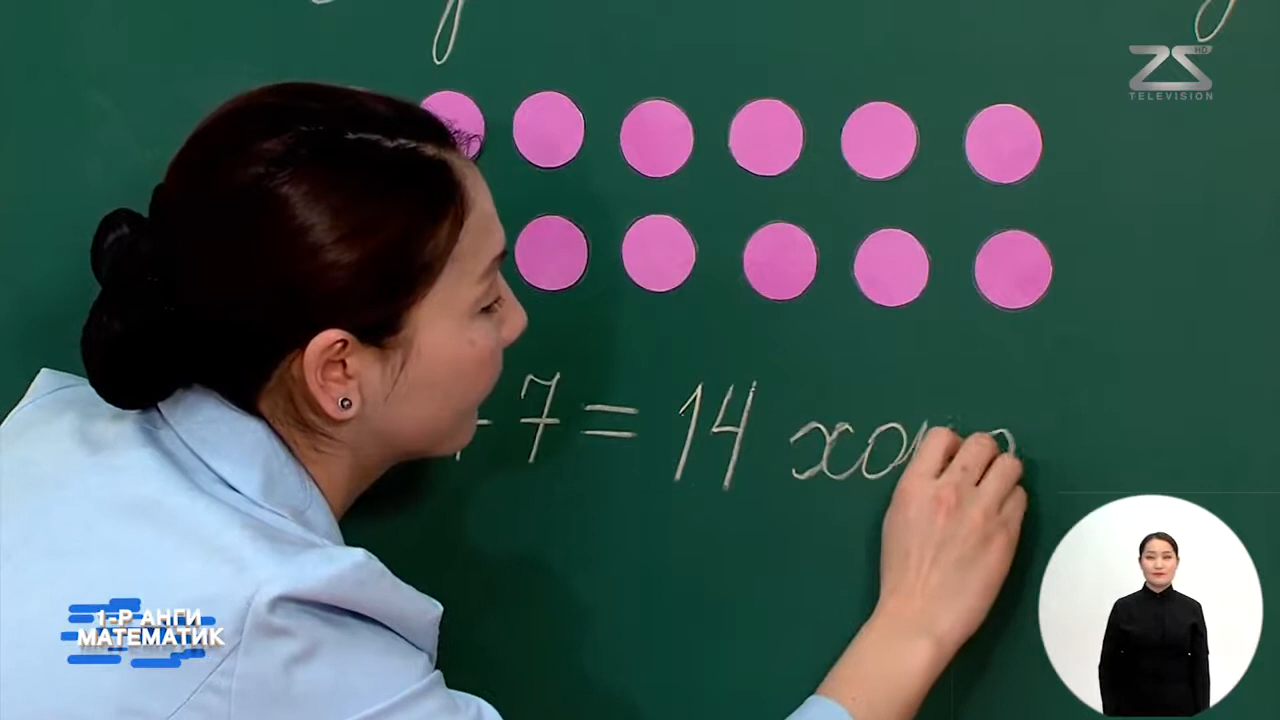 HD
ZS
TELEVISION
7 = 14
1-Р АНГИ
МАТЕМАТИК